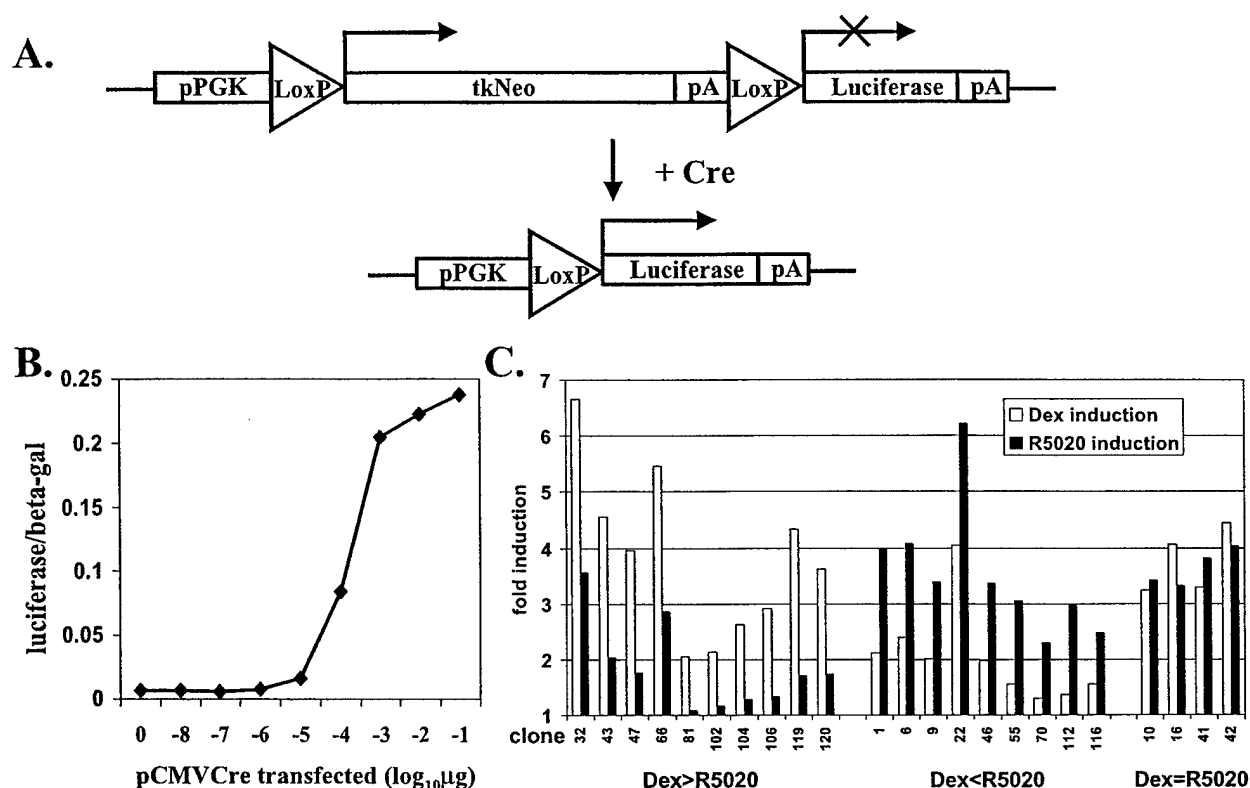 A.
pPGK LoxP tkNeo pA LoxP Luciferase pA
+ Cre
pPGK LoxP Luciferase pA
B.
0.25
0.2
0.15
0.1
0.05
0
luciferase/beta-gal
0 -8 -7 -6 -5 -4 -3 -2 -1
pCMVCre transfected (log10μg)
C.
7
6
5
4
3
2
1
fold induction
Dex induction
R5020 induction
clone 32 43 47 66 81 102 104 106 119 120 1 6 9 22 46 55 70 112 116 10 16 41 42
Dex>R5020 Dex<R5020 Dex=R5020